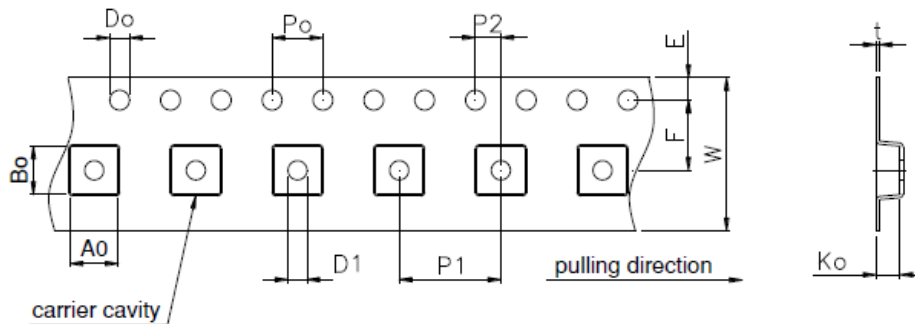 Do
Po
P2
E
t
F
W
Bo
A0
D1
P1
pulling direction
Ko
carrier cavity